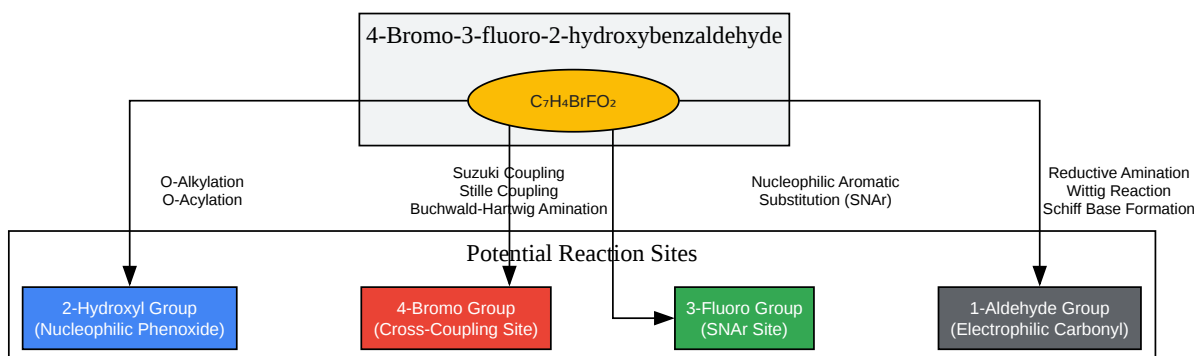 4-Bromo-3-fluoro-2-hydroxybenzaldehyde
C₇H₄BrFO₂
O-Alkylation
O-Acylation
Suzuki Coupling
Stille Coupling
Buchwald-Hartwig Amination
Nucleophilic Aromatic
Substitution (SNAr)
Reductive Amination
Wittig Reaction
Schiff Base Formation
Potential Reaction Sites
2-Hydroxyl Group
(Nucleophilic Phenoxide)
4-Bromo Group
(Cross-Coupling Site)
3-Fluoro Group
(SNAr Site)
1-Aldehyde Group
(Electrophilic Carbonyl)